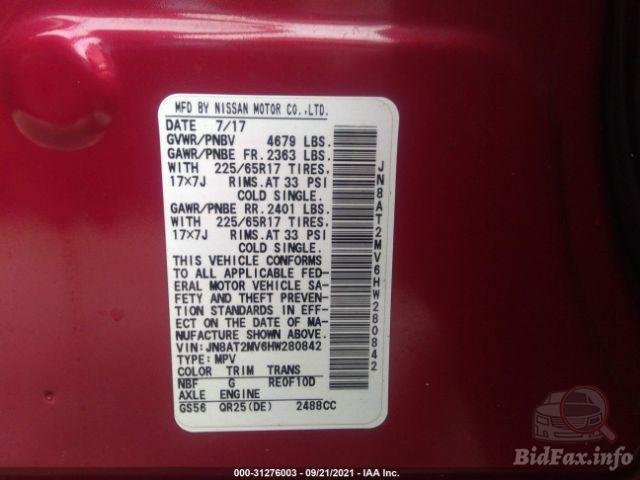 MFD BY NISSAN MOTOR CO.,LTD.
DATE 7/17
GVWR/PNBV 4679 LBS.
GAWR/PNBE FR.2363 LBS.
WITH 225/65R17 TIRES,
17×7J RIMS.AT 33 PSI
COLD SINGLE.
GAWR/PNBE RR.2401 LBS.
WITH 225/65R17 TIRES,
17×7J RIMS.AT 33 PSI
COLD SINGLE.
THIS VEHICLE CONFORMS
TO ALL APPLICABLE FED-
ERAL MOTOR VEHICLE SA-
FETY AND THEFT PREVEN-
TION STANDARDS IN EFF-
ECT ON THE DATE OF MA-
NUFACTURE SHOWN ABOVE.
VIN:JN8AT2MV6HW280842
TYPE:MPV
COLOR TRIM TRANS
NBF G RE0F10D
AXLE ENGINE
GS56 QR25(DE) 2488CC
JN8AT2MV6HW280842
BidFax.info
000-31276003 - 09/21/2021 - IAA Inc.